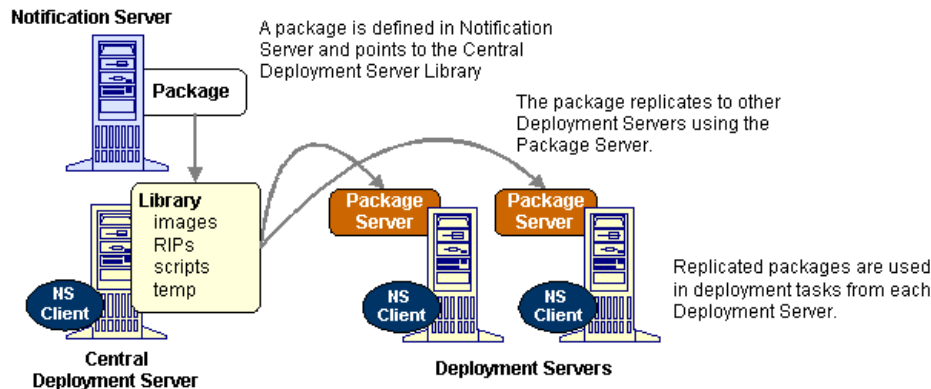 Notification Server
A package is defined in Notification
Server and points to the Central
Deployment Server Library
Package
The package replicates to other
Deployment Servers using the
Package Server.
Library
images
RIPs
scripts
temp
Package
Server
Package
Server
NS
Client
NS
Client
NS
Client
Replicated packages are used
in deployment tasks from each
Deployment Server.
Central
Deployment Server
Deployment Servers